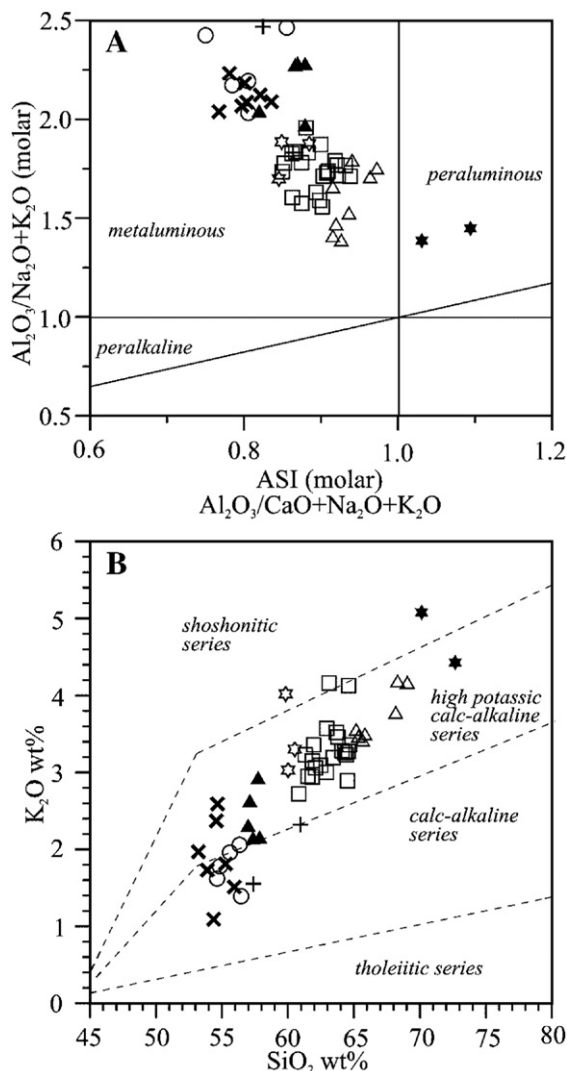 A
2.5
2.0
1.5
1.0
0.5
Al₂O₃/Na₂O+K₂O (molar)
peraluminous
metaluminous
peralkaline
0.6
0.8
1.0
1.2
ASI (molar)
Al₂O₃/CaO+Na₂O+K₂O
B
6
5
4
3
2
1
0
K₂O wt%
shoshonitic
series
high potassic
calc-alkaline
series
calc-alkaline
series
tholeiitic series
45
50
55
60
65
70
75
80
SiO₂ wt%